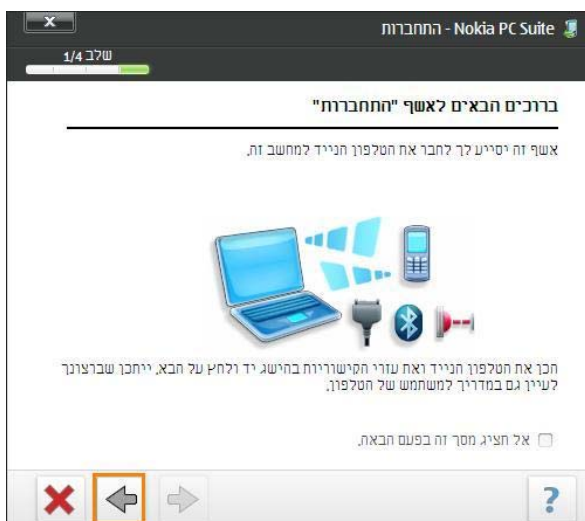 Nokia PC Suite - התחברות
שלב 1/4
ברוכים הבאים לאשף "התחברות"
אשף זה יסייע לך לחבר את הטלפון הנייד למחשב זה.
הכן את הטלפון הנייד ואת עזרי הקישוריות בהישג יד ולחץ על הבא. ייתכן שברצונך
לעיין גם במדריך למשתמש של הטלפון.
אל תציג מסך זה בפעם הבאה.